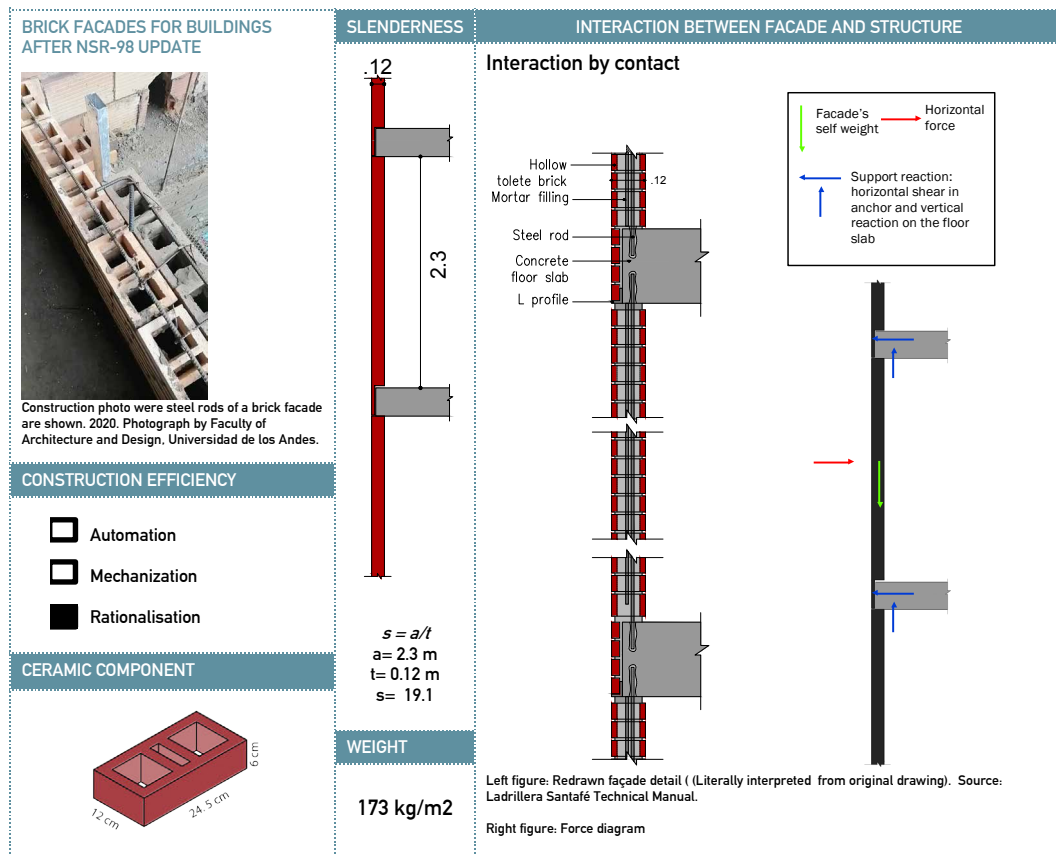 BRICK FACADES FOR BUILDINGS
AFTER NSR-98 UPDATE
Construction photo were steel rods of a brick facade
are shown. 2020. Photograph by Faculty of
Architecture and Design, Universidad de los Andes.
CONSTRUCTION EFFICIENCY
Automation
Mechanization
Rationalisation
CERAMIC COMPONENT
12 cm
24.5 cm
6 cm
SLENDERNESS
.12
2.3
s = a/t
a= 2.3 m
t= 0.12 m
s= 19.1
WEIGHT
173 kg/m2
INTERACTION BETWEEN FACADE AND STRUCTURE
Interaction by contact
Hollow
tolete brick
.12
Mortar filling
Steel rod
Concrete
floor slab
L profile
Facade's
self weight
Horizontal
force
Support reaction:
horizontal shear in
anchor and vertical
reaction on the floor
slab
Left figure: Redrawn façade detail ( (Literally interpreted from original drawing). Source:
Ladrillera Santafé Technical Manual.
Right figure: Force diagram